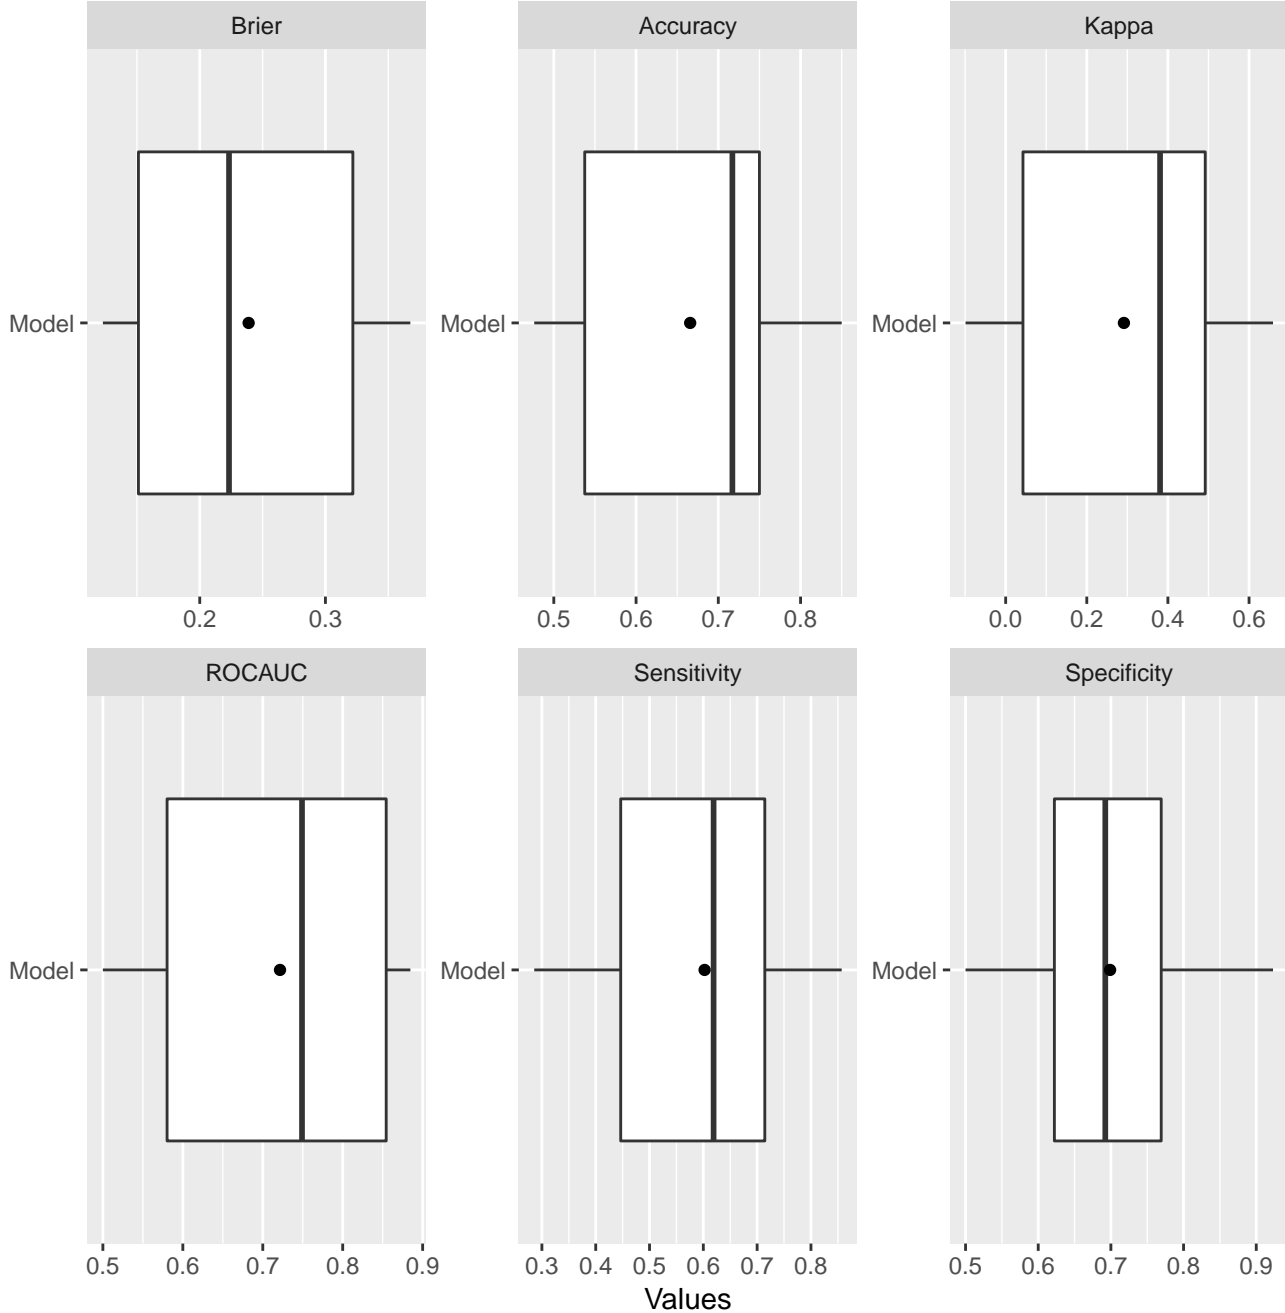 Brier
Accuracy
Kappa
Model
Model
Model
0.2 0.3
0.5 0.6 0.7 0.8
0.0 0.2 0.4 0.6
ROCAUC
Sensitivity
Specificity
Model
Model
Model
0.5 0.6 0.7 0.8 0.9
0.3 0.4 0.5 0.6 0.7 0.8
0.5 0.6 0.7 0.8 0.9
Values